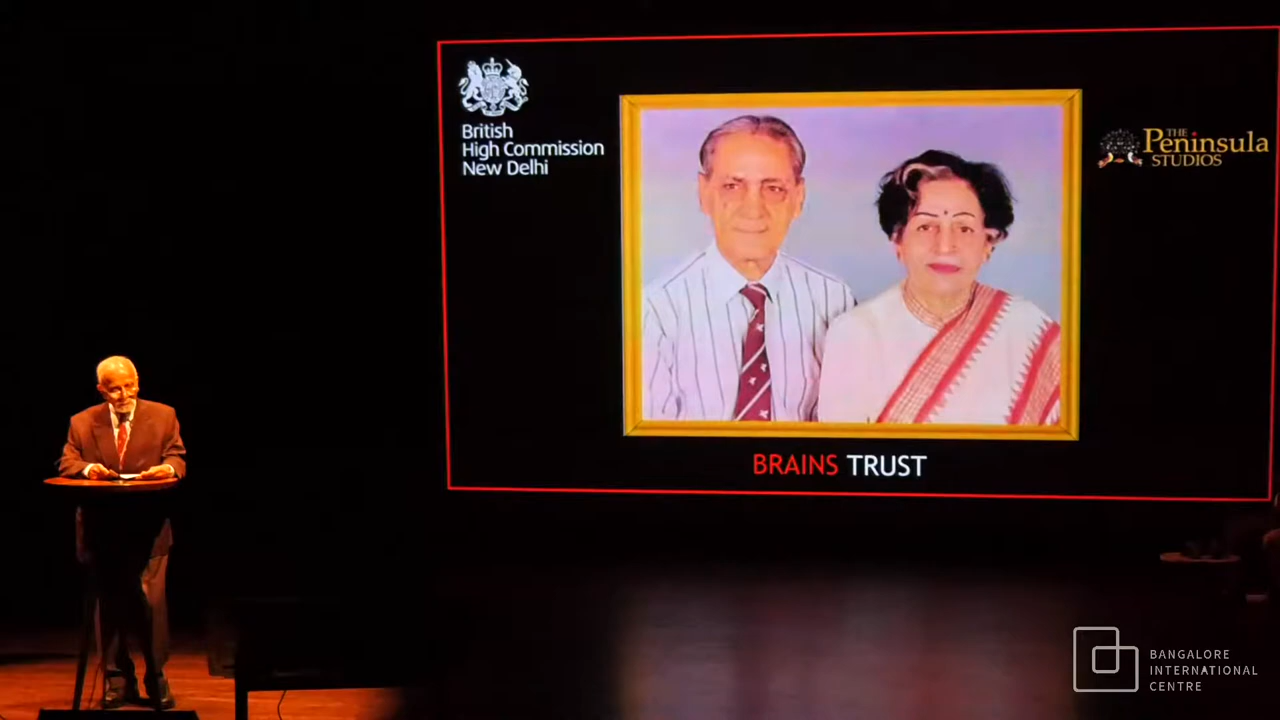 British
High Commission
New Delhi
THE
Peninsula
STUDIOS
BRAINS TRUST
BANGALORE
INTERNATIONAL
CENTRE